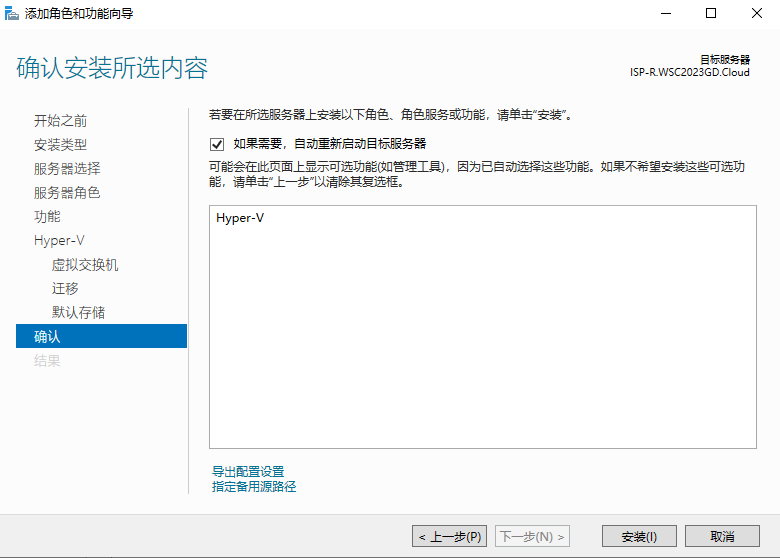 添加角色和功能向导
确认安装所选内容
目标服务器
ISP-R.WSC2023GD.Cloud
开始之前
安装类型
服务器选择
服务器角色
功能
Hyper-V
虚拟交换机
迁移
默认存储
确认
结果
若要在所选服务器上安装以下角色、角色服务或功能，请单击“安装”。
如果需要，自动重新启动目标服务器
可能会在此页面上显示可选功能(如管理工具)，因为已自动选择这些功能。如果不希望安装这些可选功
能，请单击“上一步”以清除其复选框。
Hyper-V
导出配置设置
指定备用源路径
< 上一步(P)
下一步(N) >
安装(I)
取消